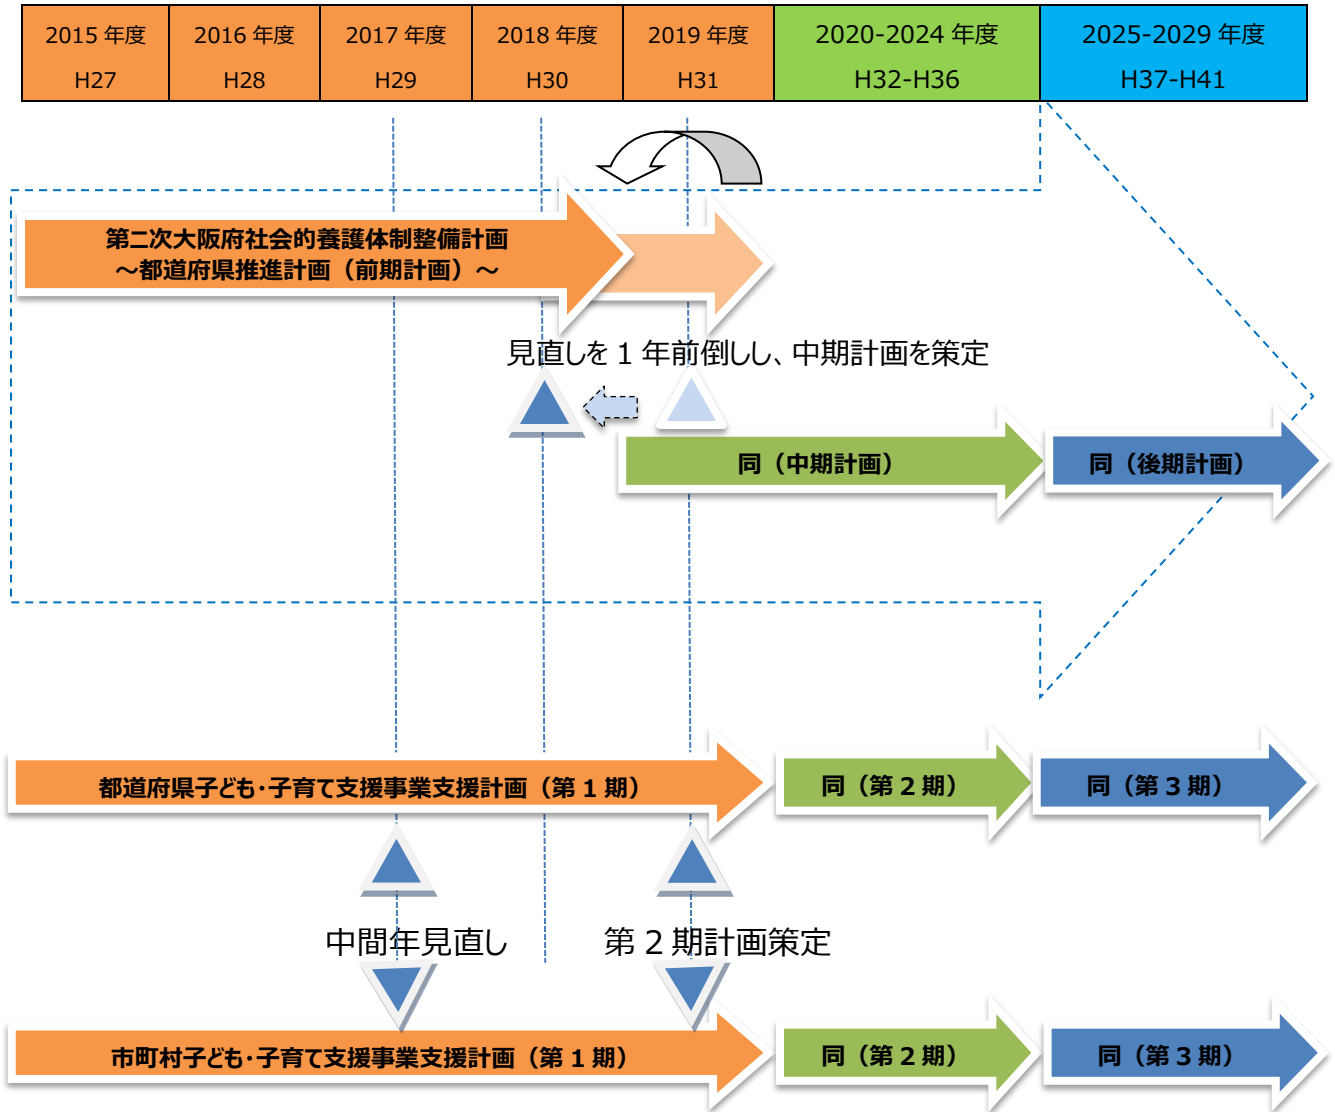 2015 年度
H27
2016 年度
H28
2017 年度
H29
2018 年度
H30
2019 年度
H31
2020-2024 年度
H32-H36
2025-2029 年度
H37-H41
第二次大阪府社会的養護体制整備計画
～都道府県推進計画（前期計画）～
見直しを 1 年前倒しし、中期計画を策定
同（中期計画）
同（後期計画）
都道府県子ども・子育て支援事業支援計画（第 1 期）
同（第 2 期）
同（第 3 期）
中間年見直し
第 2 期計画策定
市町村子ども・子育て支援事業支援計画（第 1 期）
同（第 2 期）
同（第 3 期）